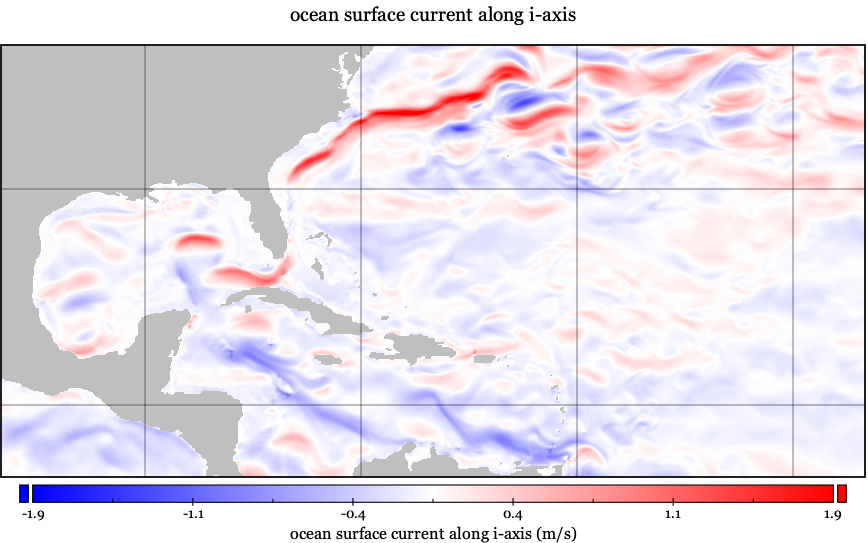 ocean surface current along i-axis
-1.9 -1.1 -0.4 0.4 1.1 1.9
ocean surface current along i-axis (m/s)